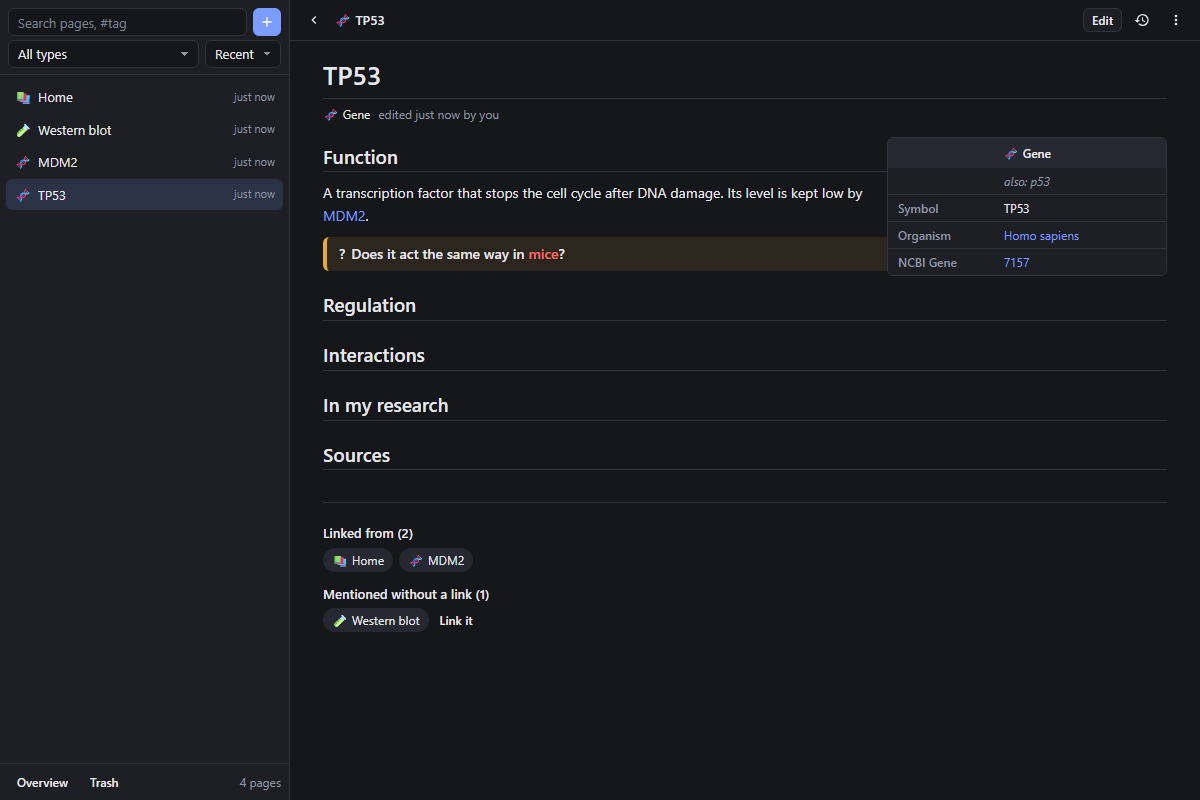 Search pages, #tag
+
All types
Recent
Home just now
Western blot just now
MDM2 just now
TP53 just now
Overview Trash 4 pages
TP53
Edit
TP53
Gene edited just now by you
Function
A transcription factor that stops the cell cycle after DNA damage. Its level is kept low by
MDM2.
? Does it act the same way in mice?
Gene
also: p53
Symbol TP53
Organism Homo sapiens
NCBI Gene 7157
Regulation
Interactions
In my research
Sources
Linked from (2)
Home MDM2
Mentioned without a link (1)
Western blot Link it